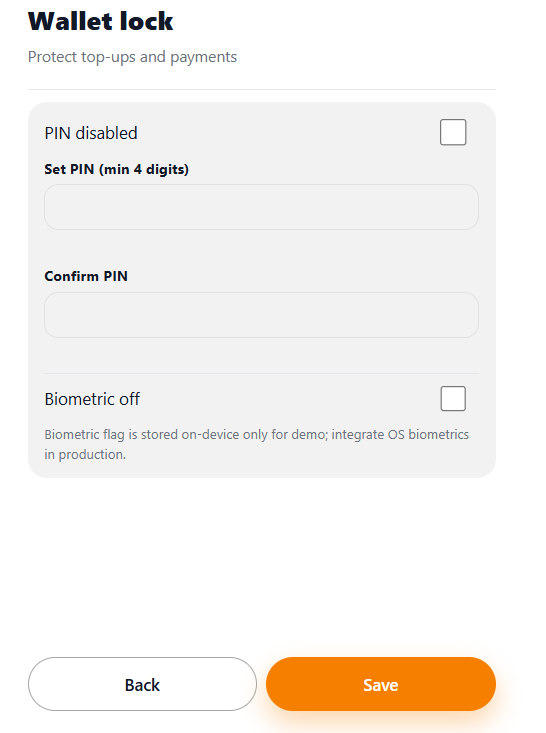 Wallet lock
Protect top-ups and payments
PIN disabled
Set PIN (min 4 digits)
Confirm PIN
Biometric off
Biometric flag is stored on-device only for demo; integrate OS biometrics
in production.
Back
Save